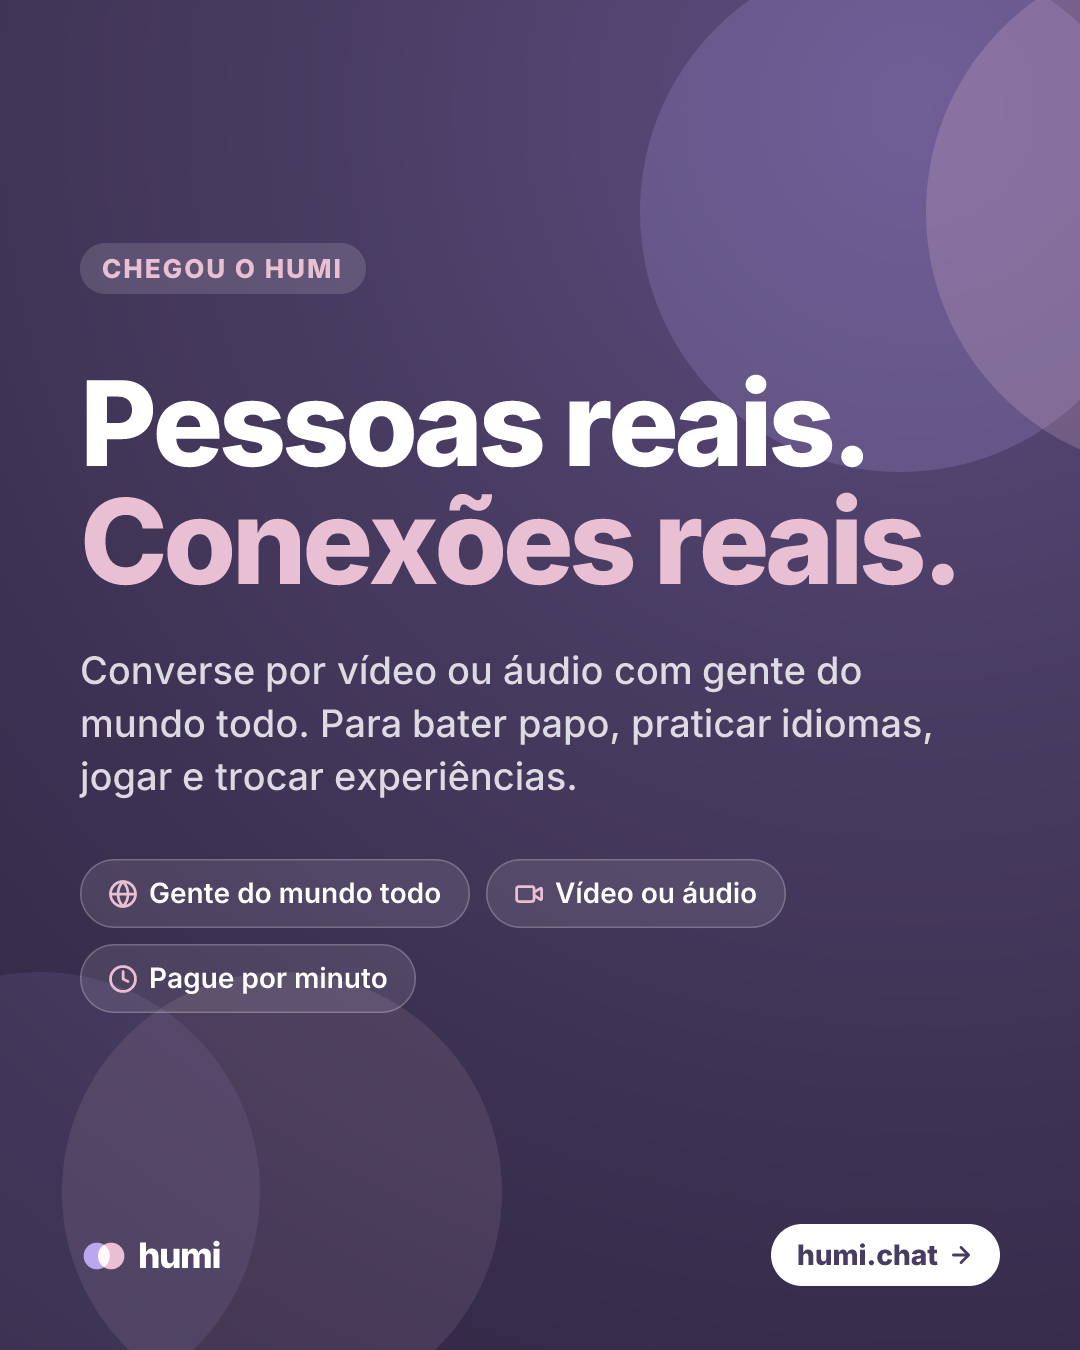 CHEGOU O HUMI
Pessoas reais.
Conexões reais.
Converse por vídeo ou áudio com gente do
mundo todo. Para bater papo, praticar idiomas,
jogar e trocar experiências.
Gente do mundo todo
Vídeo ou áudio
Pague por minuto
humi
humi.chat →